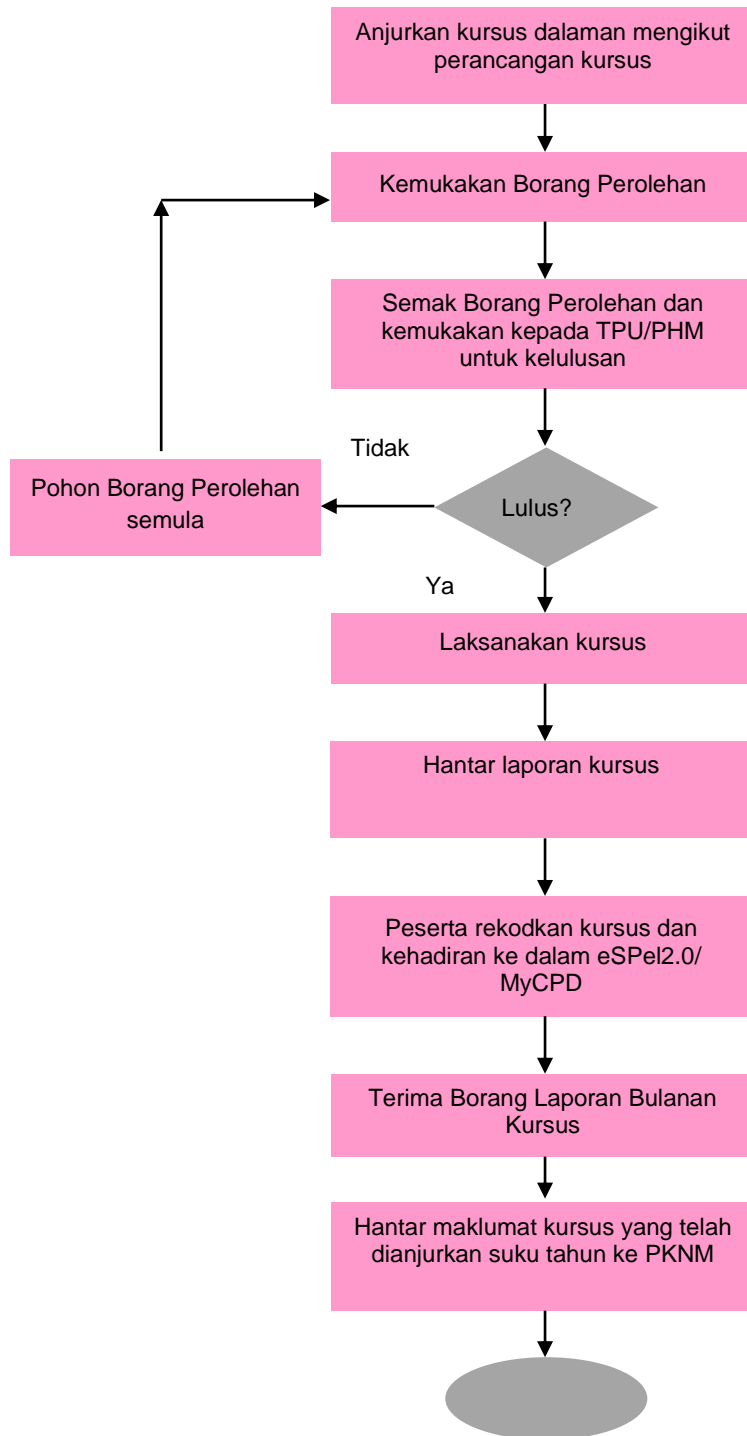 Anjurkan kursus dalaman mengikut
perancangan kursus
Kemukakan Borang Perolehan
Semak Borang Perolehan dan
kemukakan kepada TPU/PHM
untuk kelulusan
Tidak
Pohon Borang Perolehan
semula
Lulus?
Ya
Laksanakan kursus
Hantar laporan kursus
Peserta rekodkan kursus dan
kehadiran ke dalam eSPel2.0/
MyCPD
Terima Borang Laporan Bulanan
Kursus
Hantar maklumat kursus yang telah
dianjurkan suku tahun ke PKNM